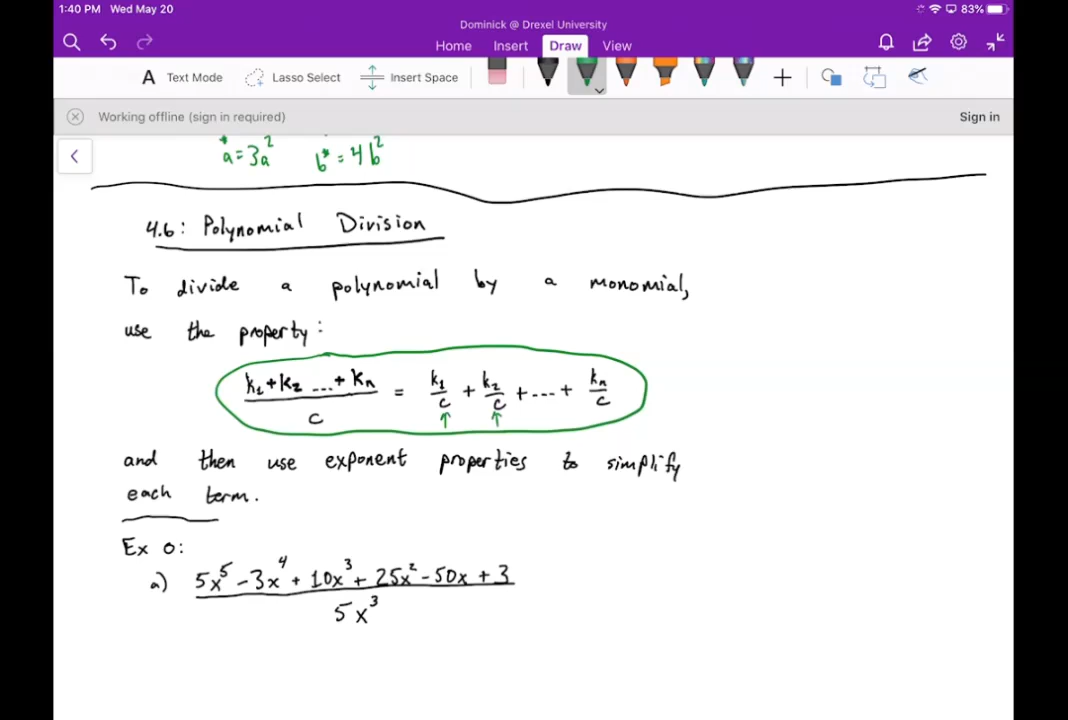 1:40 PM Wed May 20
83%
Dominick @ Drexel University
Home Insert Draw View
A Text Mode Lasso Select Insert Space
Working offline (sign in required) Sign in
a* = 3a² b* = 4b²
4.6: Polynomial Division
To divide a polynomial by a monomial,
use the property:
(k₁+k₂ ...+kₙ)/c = k₁/c + k₂/c + .... + kₙ/c
and then use exponent properties to simplify
each term.
Ex 0:
a) (5x⁵ - 3x⁴ + 10x³ + 25x² - 50x + 3)/5x³